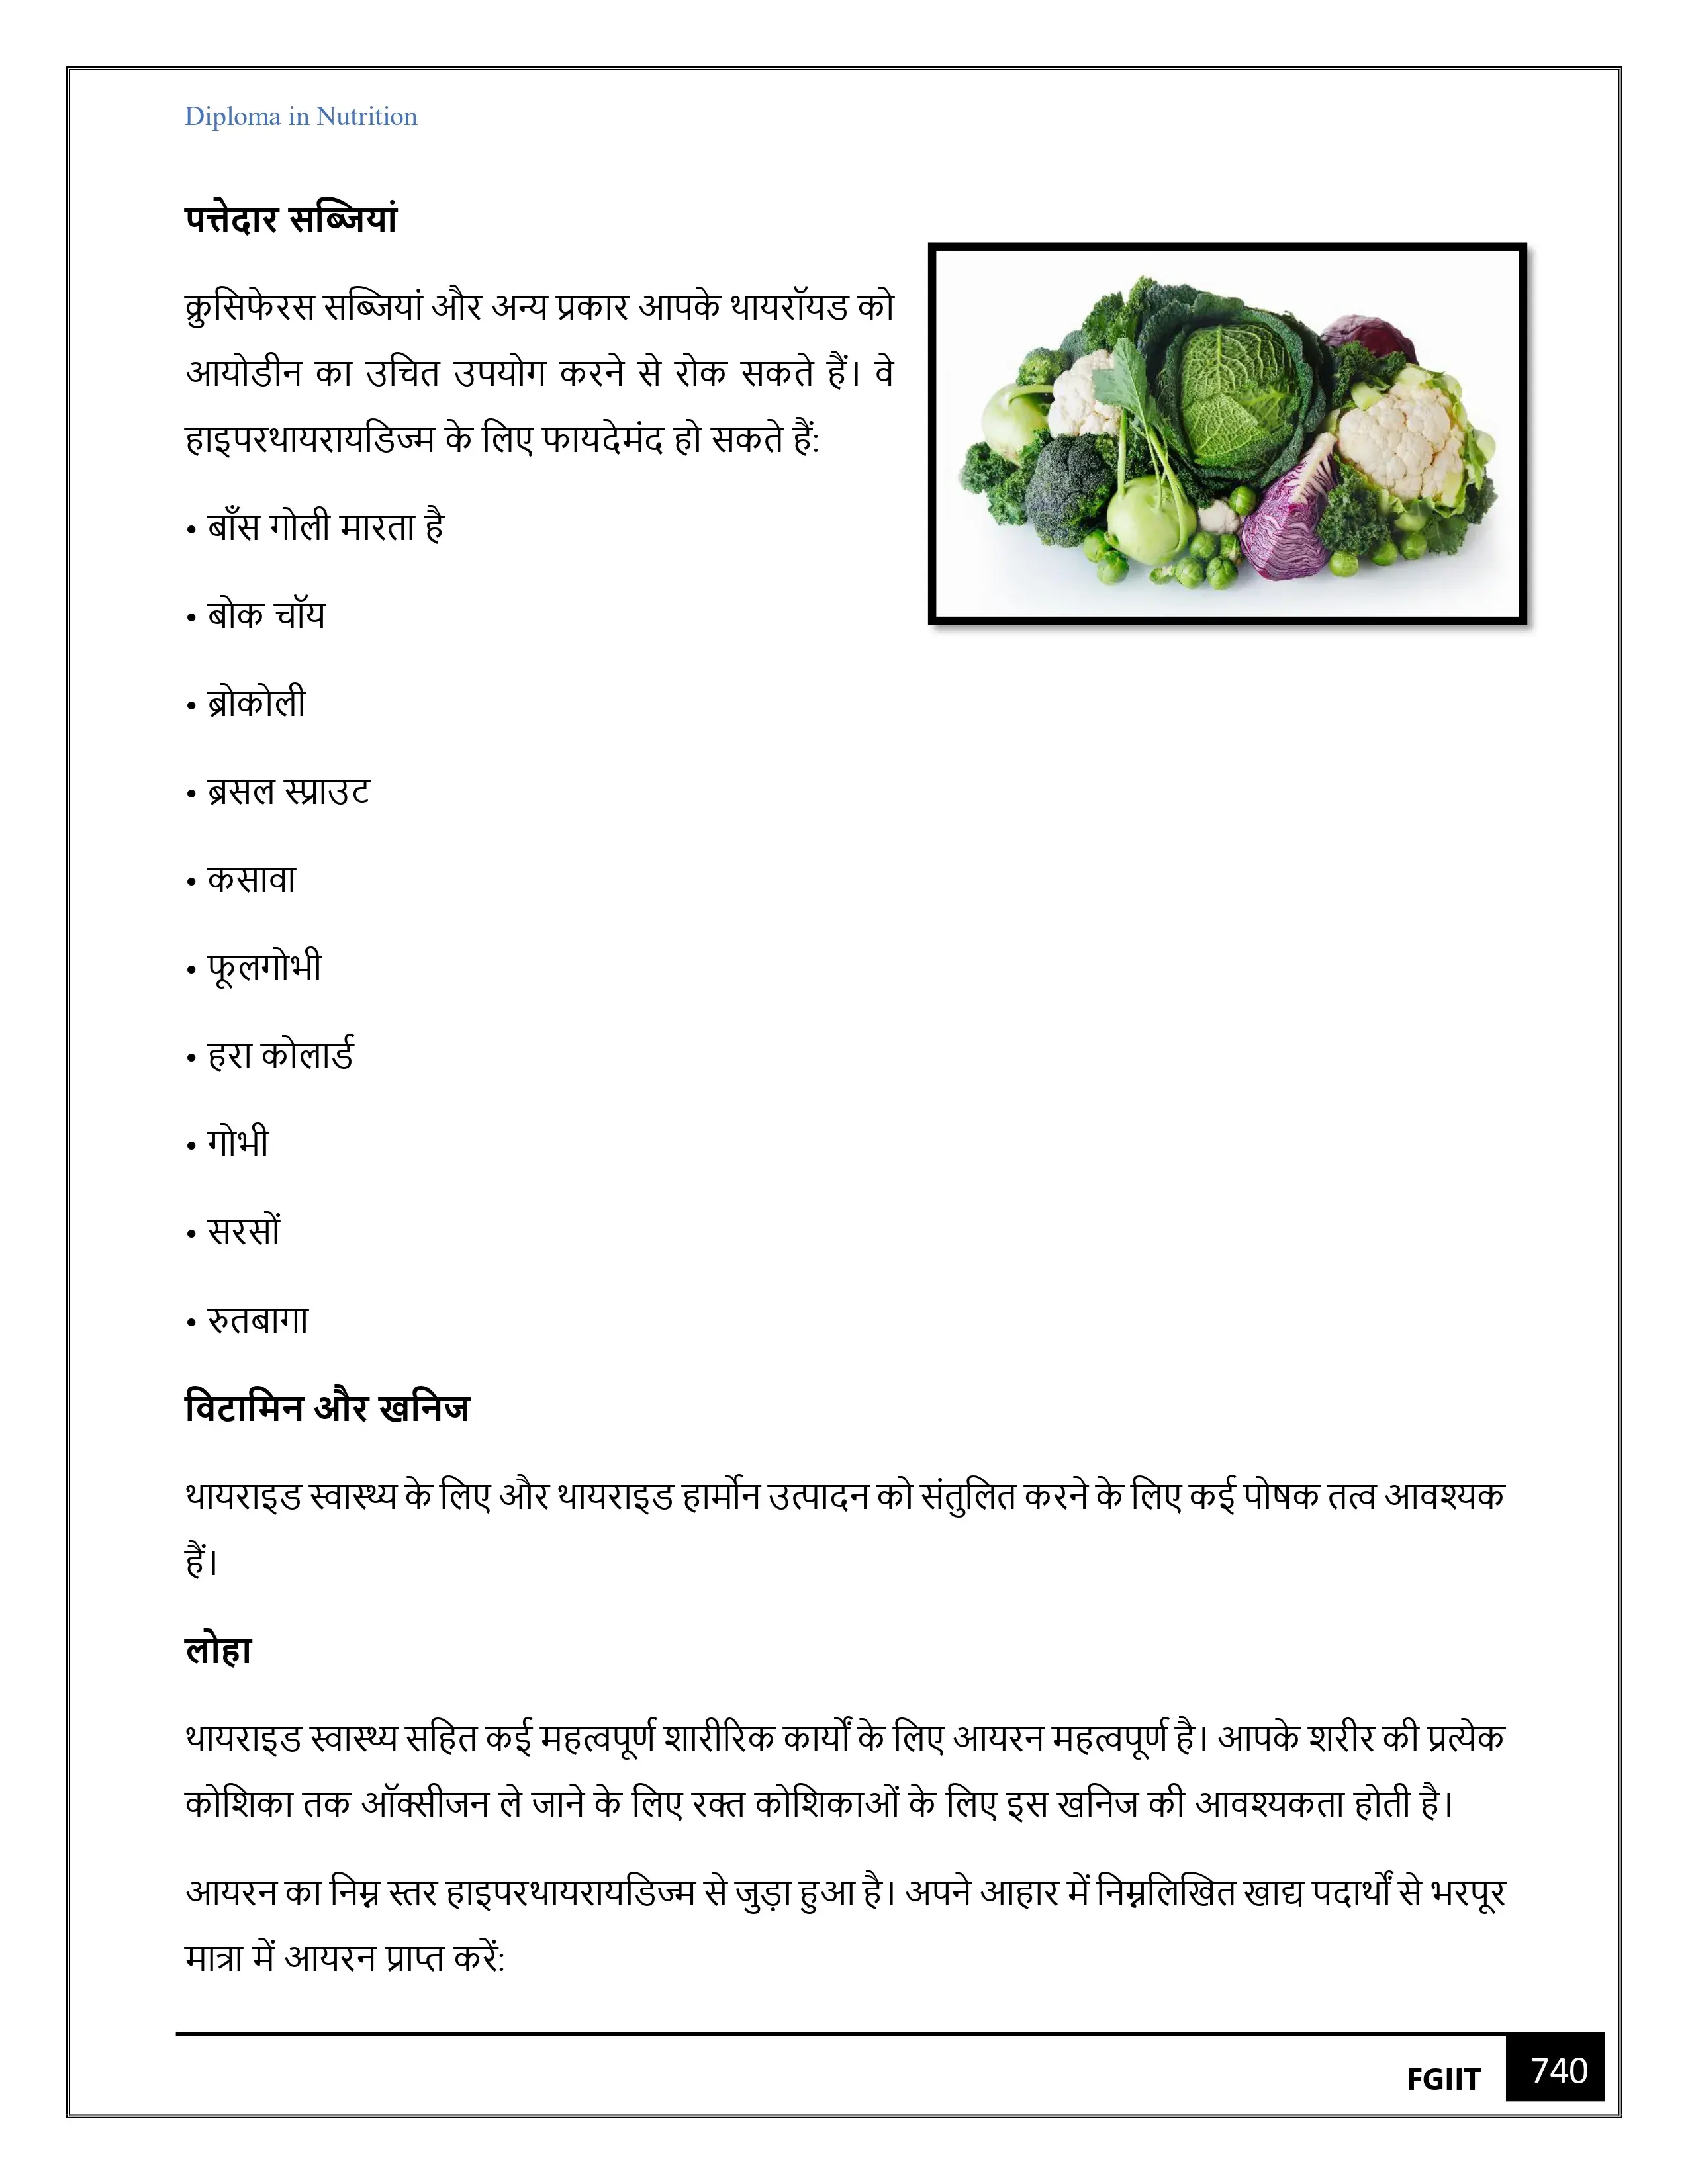 Diploma in Nutrition
पत्तेदार सब्जियां
क्रुसिफेरस सब्जियां और अन्य प्रकार आपके थायरॉयड को
आयोडीन का उचित उपयोग करने से रोक सकते हैं। वे
हाइपरथायरायडिज्म के लिए फायदेमंद हो सकते हैं:
• बाँस गोली मारता है
• बोक चॉय
• ब्रोकोली
• ब्रसल स्प्राउट
• कसावा
• फूलगोभी
• हरा कोलार्ड
• गोभी
• सरसों
• रुतबागा
विटामिन और खनिज
थायराइड स्वास्थ्य के लिए और थायराइड हार्मोन उत्पादन को संतुलित करने के लिए कई पोषक तत्व आवश्यक
हैं।
लोहा
थायराइड स्वास्थ्य सहित कई महत्वपूर्ण शारीरिक कार्यों के लिए आयरन महत्वपूर्ण है। आपके शरीर की प्रत्येक
कोशिका तक ऑक्सीजन ले जाने के लिए रक्त कोशिकाओं के लिए इस खनिज की आवश्यकता होती है।
आयरन का निम्न स्तर हाइपरथायरायडिज्म से जुड़ा हुआ है। अपने आहार में निम्नलिखित खाद्य पदार्थों से भरपूर
मात्रा में आयरन प्राप्त करें:
FGIIT 740